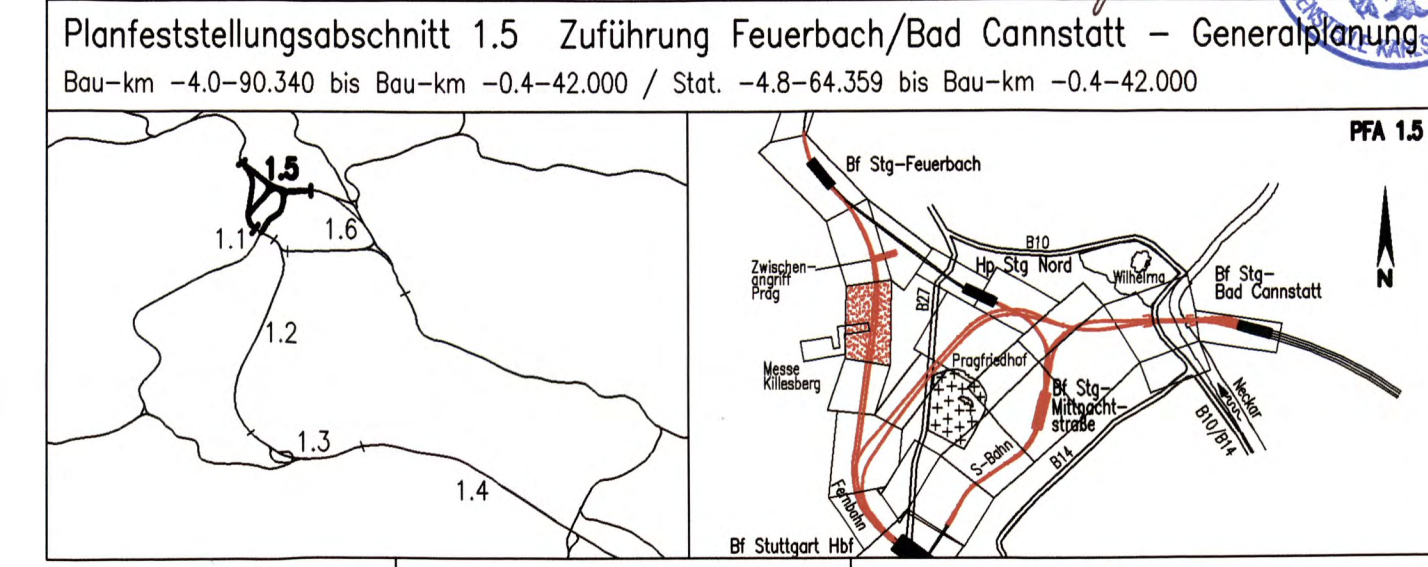 Planfeststellungsabschnitt 1.5 Zuführung Feuerbach/Bad Cannstatt – Generalplanung
Bau-km -4.0-90.340 bis Bau-km -0.4-42.000 / Stat. -4.8-64.359 bis Bau-km -0.4-42.000
1.5
1.1
1.6
1.2
1.3
1.4
PFA 1.5
Bf Stg-Feuerbach
N
B10
Hp Stg Nord
Wilhelma
Bf Stg-
Bad Cannstatt
Zwischen-
angriff
Prag
B27
Messe
Killesberg
Pragfriedhof
Bf Stg-
Mittnacht-
straße
Neckar
B10/B14
S-Bahn
B14
Fernbahn
Bf Stuttgart Hbf